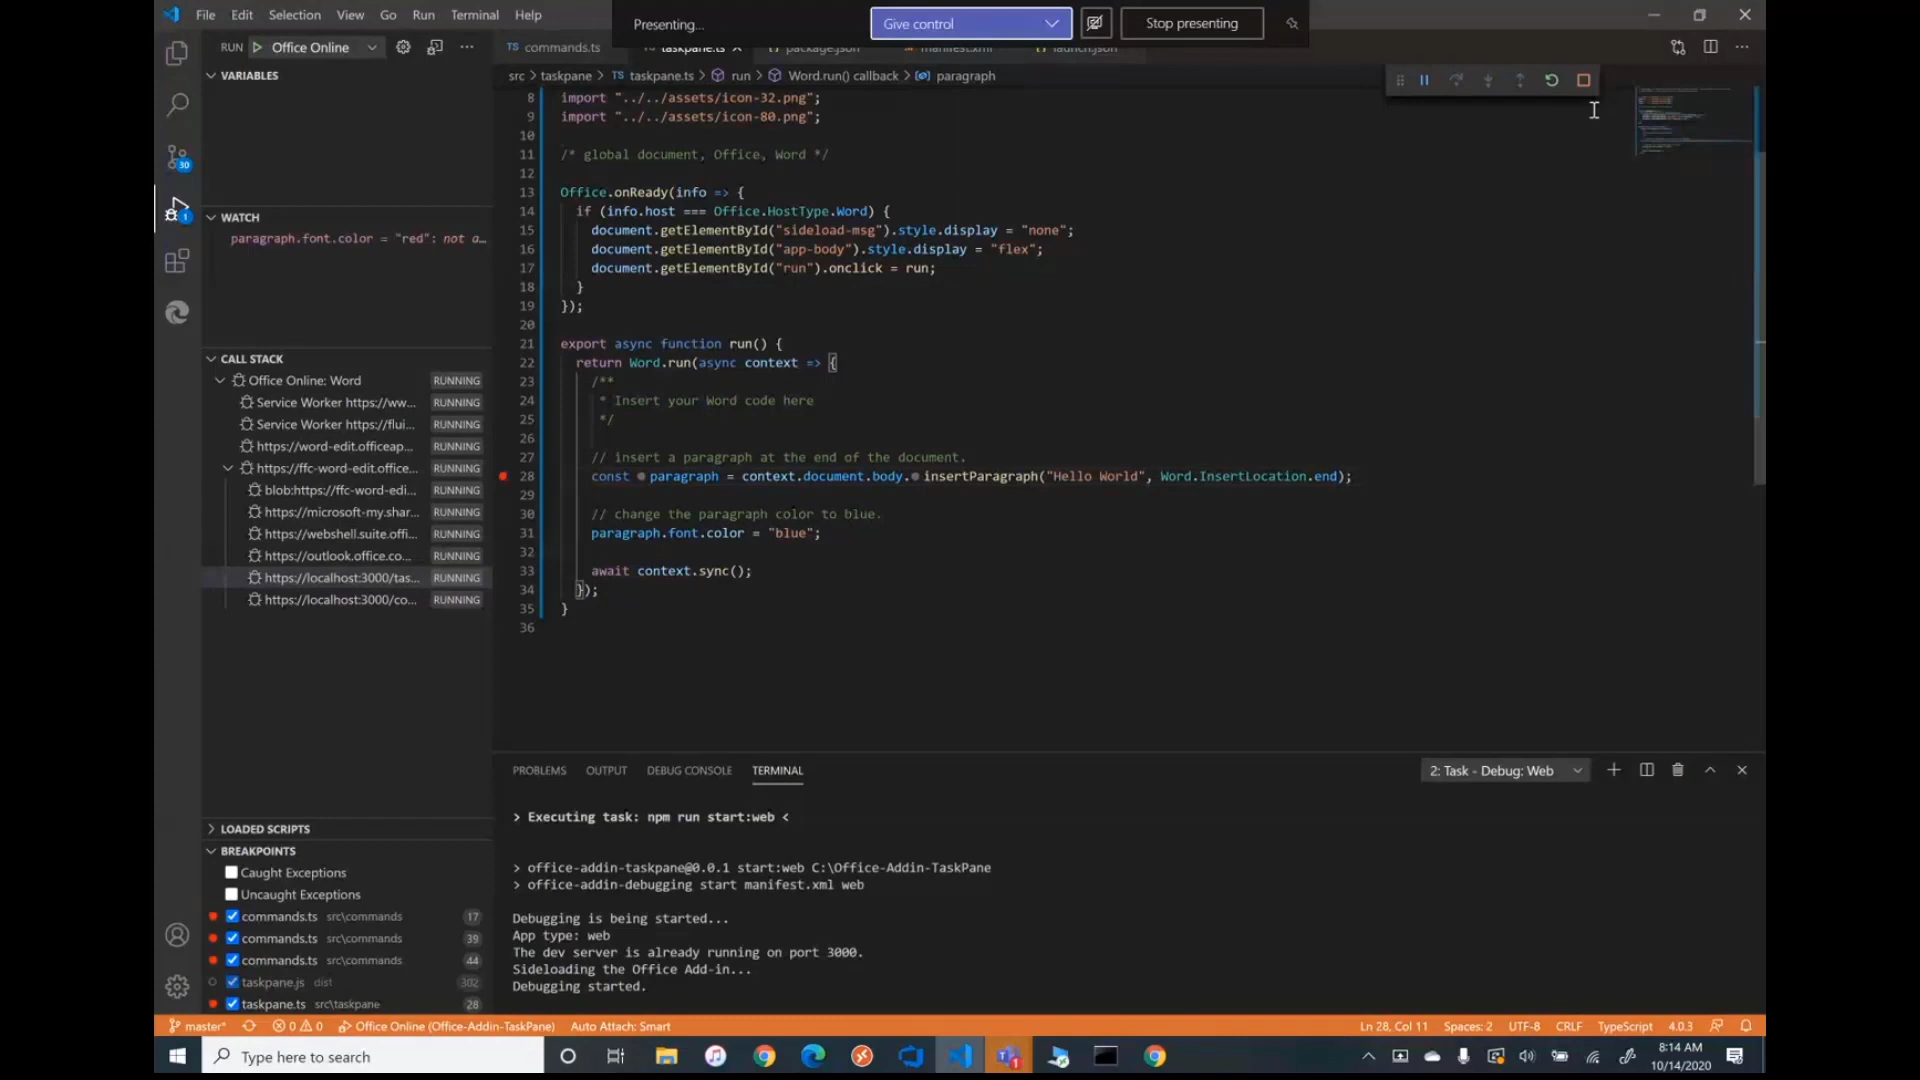 File Edit Selection View Go Run Terminal Help
Presenting...
Give control
Stop presenting
RUN Office Online
TS commands.ts
taskpane.ts
package.json
manifest.xml
launch.json
src > taskpane > TS taskpane.ts > run > Word.run() callback > paragraph
VARIABLES
WATCH
paragraph.font.color = "red": not a...
CALL STACK
Office Online: Word RUNNING
Service Worker https://ww... RUNNING
Service Worker https://flui... RUNNING
https://word-edit.officeap... RUNNING
https://ffc-word-edit.office... RUNNING
blob:https://ffc-word-edi... RUNNING
https://microsoft-my.shar... RUNNING
https://webshell.suite.offi... RUNNING
https://outlook.office.co... RUNNING
https://localhost:3000/tas... RUNNING
https://localhost:3000/co... RUNNING
LOADED SCRIPTS
BREAKPOINTS
Caught Exceptions
Uncaught Exceptions
commands.ts src\commands 17
commands.ts src\commands 39
commands.ts src\commands 44
taskpane.js dist 302
taskpane.ts src\taskpane 28
30
1
8 import "../../assets/icon-32.png";
9 import "../../assets/icon-80.png";
10
11 /* global document, Office, Word */
12
13 Office.onReady(info => {
14 if (info.host === Office.HostType.Word) {
15 document.getElementById("sideload-msg").style.display = "none";
16 document.getElementById("app-body").style.display = "flex";
17 document.getElementById("run").onclick = run;
18 }
19 });
20
21 export async function run() {
22 return Word.run(async context => {
23 /**
24 * Insert your Word code here
25 */
26
27 // insert a paragraph at the end of the document.
28 const paragraph = context.document.body.insertParagraph("Hello World", Word.InsertLocation.end);
29
30 // change the paragraph color to blue.
31 paragraph.font.color = "blue";
32
33 await context.sync();
34 });
35 }
36
PROBLEMS OUTPUT DEBUG CONSOLE TERMINAL
2: Task - Debug: Web
> Executing task: npm run start:web <
> office-addin-taskpane@0.0.1 start:web C:\Office-Addin-TaskPane
> office-addin-debugging start manifest.xml web
Debugging is being started...
App type: web
The dev server is already running on port 3000.
Sideloading the Office Add-in...
Debugging started.
master* 0 0 Office Online (Office-Addin-TaskPane) Auto Attach: Smart
Ln 28, Col 11 Spaces: 2 UTF-8 CRLF TypeScript 4.0.3
Type here to search
1
8:14 AM
10/14/2020